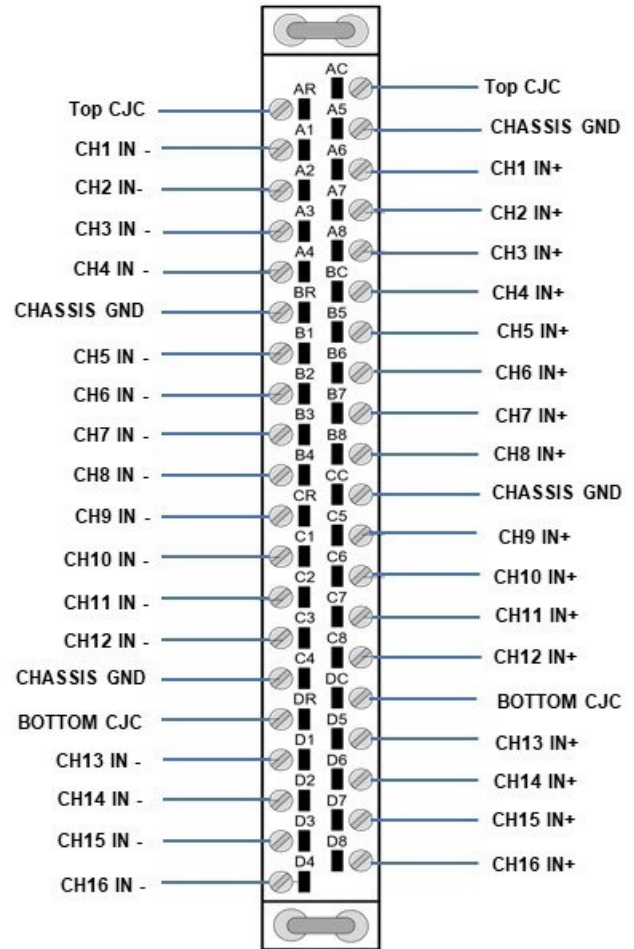 AC
Top CJC
AR
Top CJC
A5
CHASSIS GND
A1
CH1 IN -
A6
CH1 IN+
A2
CH2 IN-
A7
CH2 IN+
A3
CH3 IN -
A8
CH3 IN+
A4
CH4 IN -
BC
CH4 IN+
BR
CHASSIS GND
B5
CH5 IN+
B1
CH5 IN -
B6
CH6 IN+
B2
CH6 IN -
B7
CH7 IN+
B3
CH7 IN -
B8
CH8 IN+
B4
CH8 IN -
CC
CHASSIS GND
CR
CH9 IN -
C5
CH9 IN+
C1
CH10 IN -
C6
CH10 IN+
C2
CH11 IN -
C7
CH11 IN+
C3
CH12 IN -
C8
CH12 IN+
C4
CHASSIS GND
DC
BOTTOM CJC
DR
BOTTOM CJC
D5
CH13 IN+
D1
CH13 IN -
D6
CH14 IN+
D2
CH14 IN -
D7
CH15 IN+
D3
CH15 IN -
D8
CH16 IN+
D4
CH16 IN -